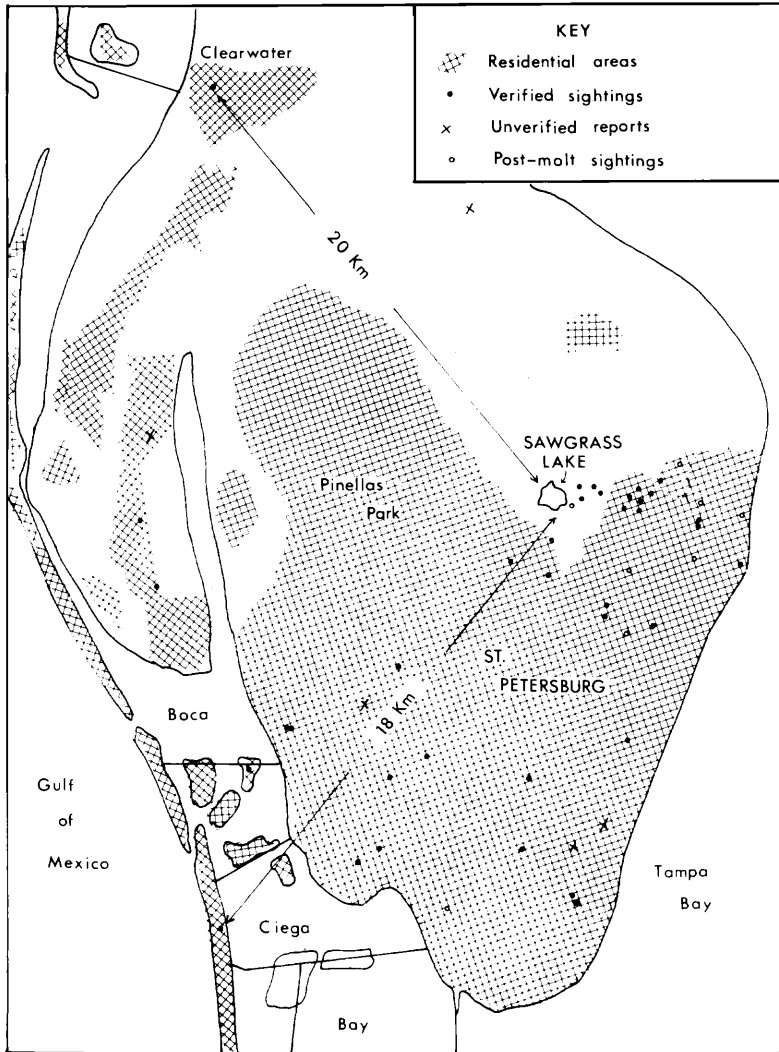 KEY
Residential areas
Verified sightings
Unverified reports
Post-molt sightings
Clearwater
20 Km
SAWGRASS
LAKE
Pinellas
Park
ST.
PETERSBURG
18 Km
Boca
Gulf
of
Mexico
Ciega
Bay
Tampa
Bay